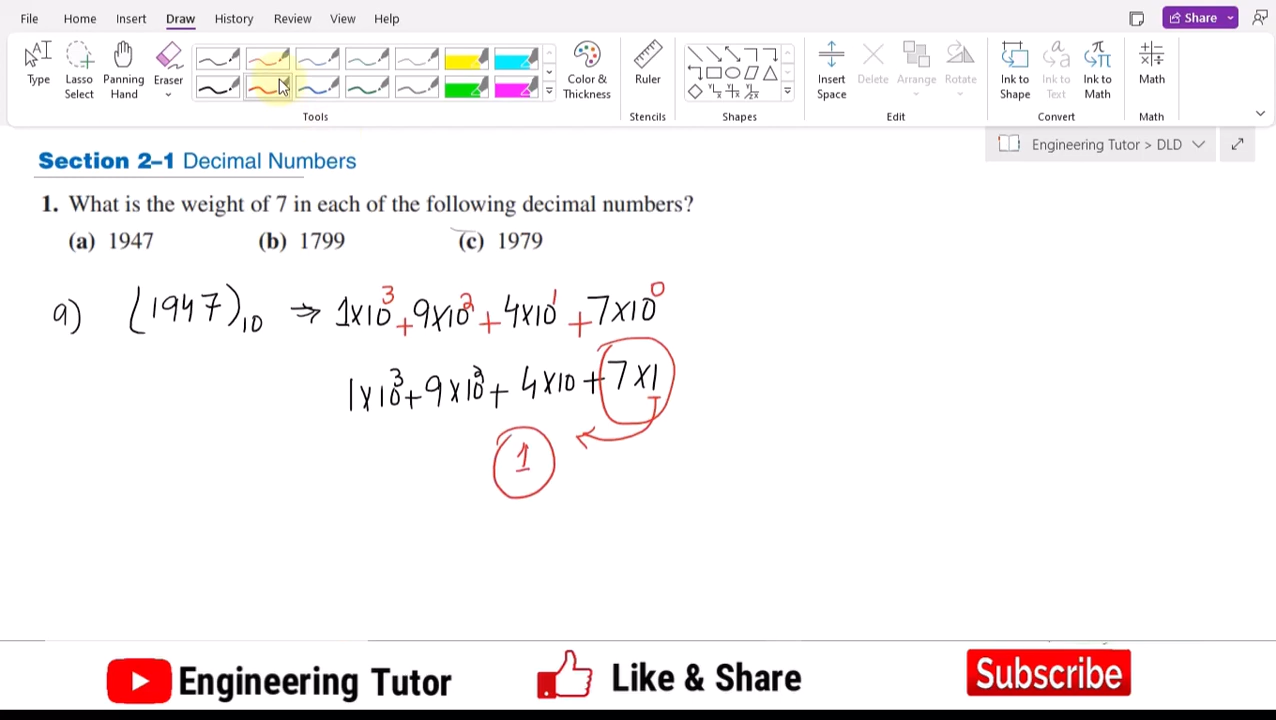 File Home Insert Draw History Review View Help Share
Type Lasso Select Panning Hand Eraser Color & Thickness Ruler Insert Space Delete Arrange Rotate Ink to Shape Ink to Text Ink to Math Math
Tools Stencils Shapes Edit Convert Math
Engineering Tutor > DLD
Section 2–1 Decimal Numbers
1. What is the weight of 7 in each of the following decimal numbers?
(a) 1947 (b) 1799 (c) 1979
a) (1947)₁₀ ⇒ 1x10³ + 9x10² + 4x10¹ + 7x10⁰
1x10³ + 9x10² + 4x10 + 7x1
1
Engineering Tutor Like & Share Subscribe